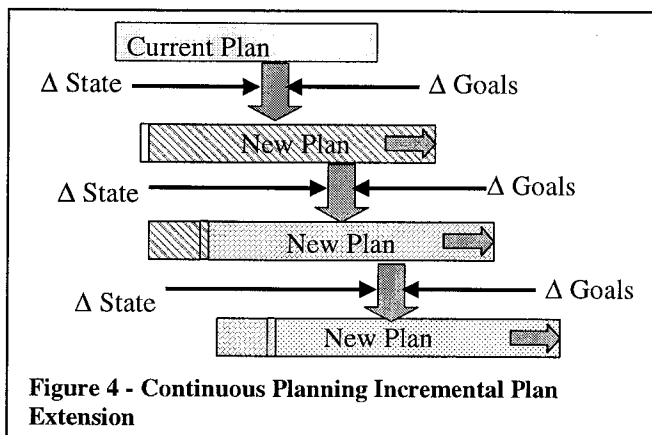 Current Plan
Δ State
Δ Goals
New Plan
Δ State
Δ Goals
New Plan
Δ State
Δ Goals
New Plan
Figure 4 - Continuous Planning Incremental Plan
Extension